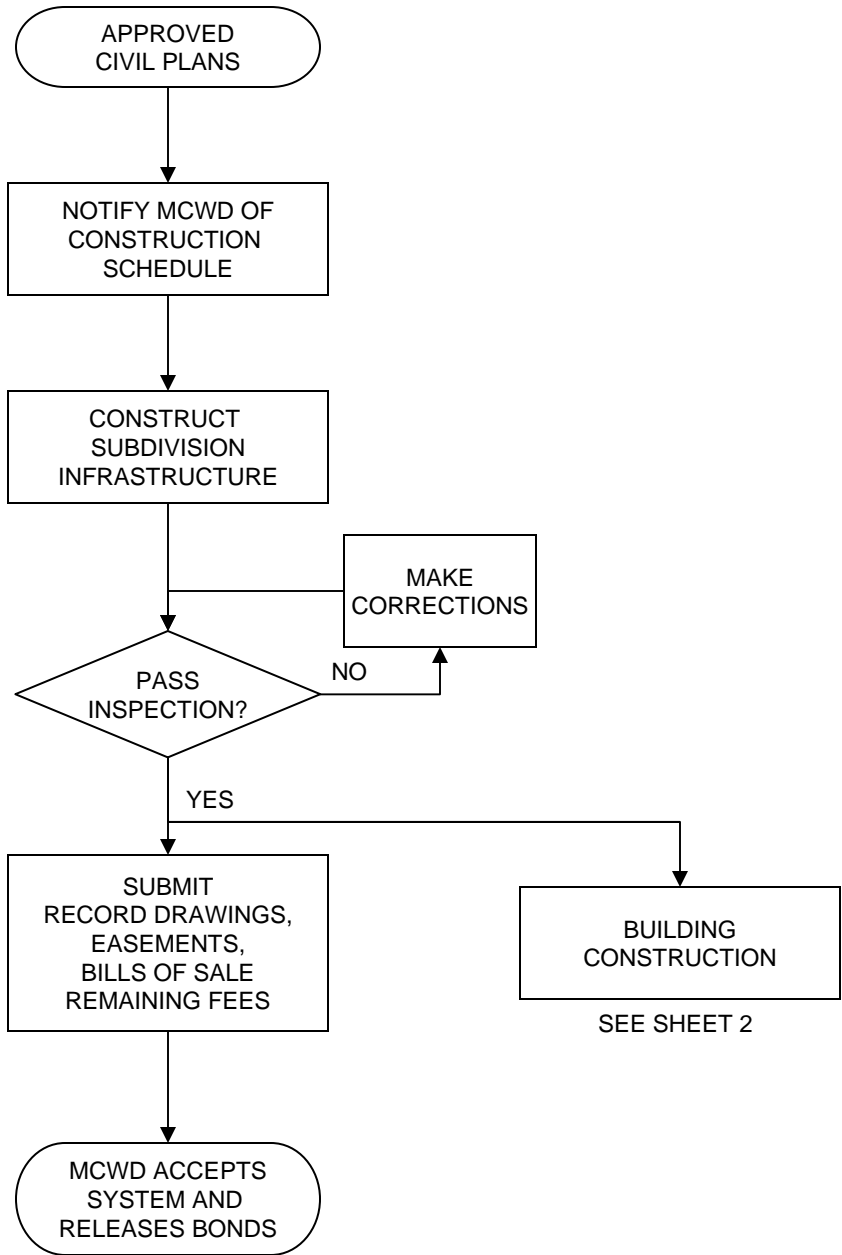 APPROVED
CIVIL PLANS
NOTIFY MCWD OF
CONSTRUCTION
SCHEDULE
CONSTRUCT
SUBDIVISION
INFRASTRUCTURE
MAKE
CORRECTIONS
PASS
INSPECTION?
NO
YES
SUBMIT
RECORD DRAWINGS,
EASEMENTS,
BILLS OF SALE
REMAINING FEES
BUILDING
CONSTRUCTION
SEE SHEET 2
MCWD ACCEPTS
SYSTEM AND
RELEASES BONDS